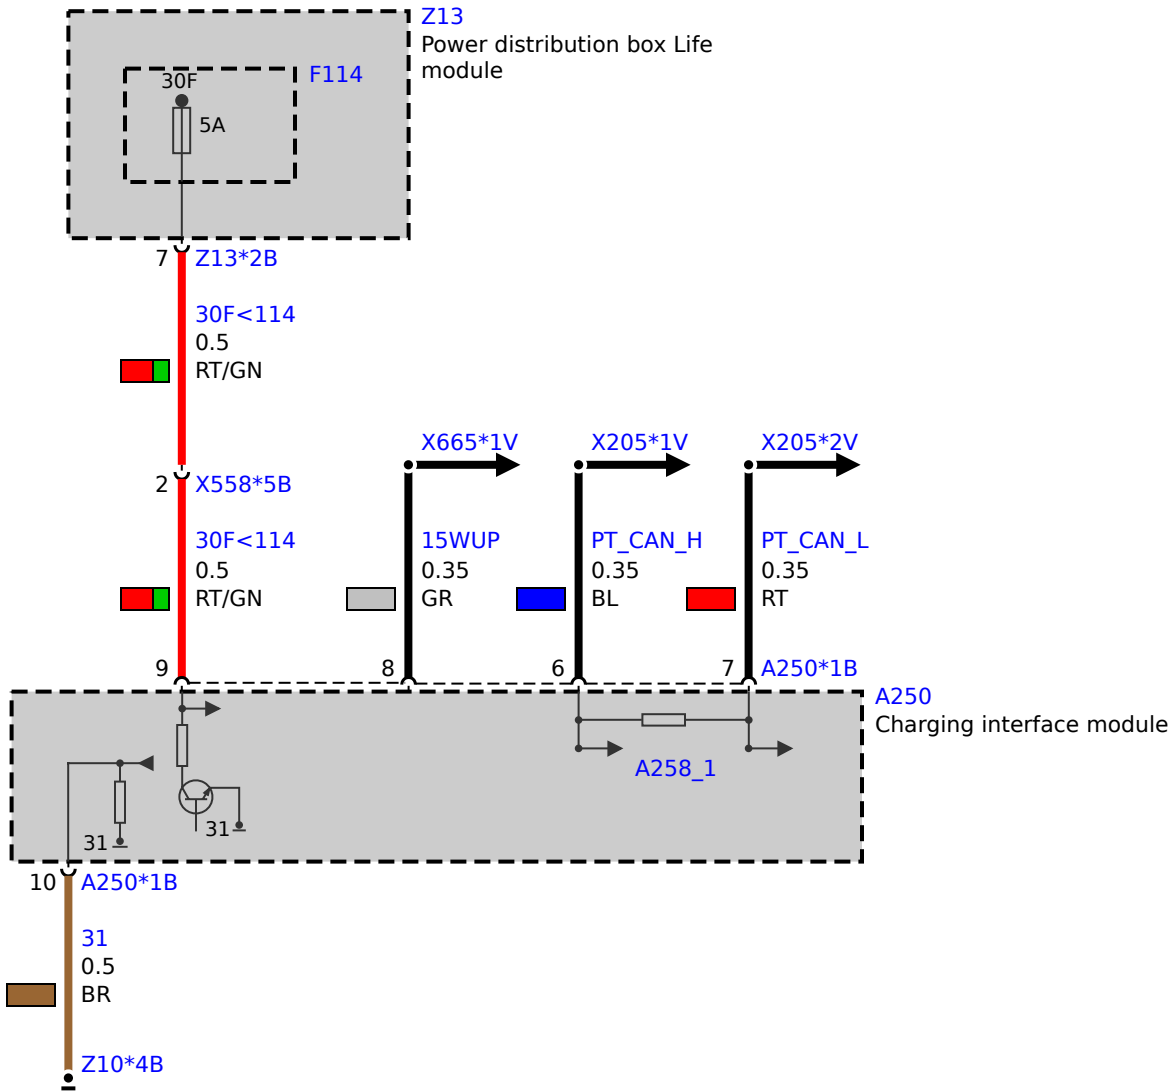 Z13
Power distribution box Life
module
30F
F114
5A
7
Z13*2B
30F<114
0.5
RT/GN
X665*1V
X205*1V
X205*2V
2
X558*5B
30F<114
15WUP
PT_CAN_H
PT_CAN_L
0.5
0.35
0.35
0.35
RT/GN
GR
BL
RT
9
8
6
7
A250*1B
A250
Charging interface module
A258_1
31
31
10
A250*1B
31
0.5
BR
Z10*4B